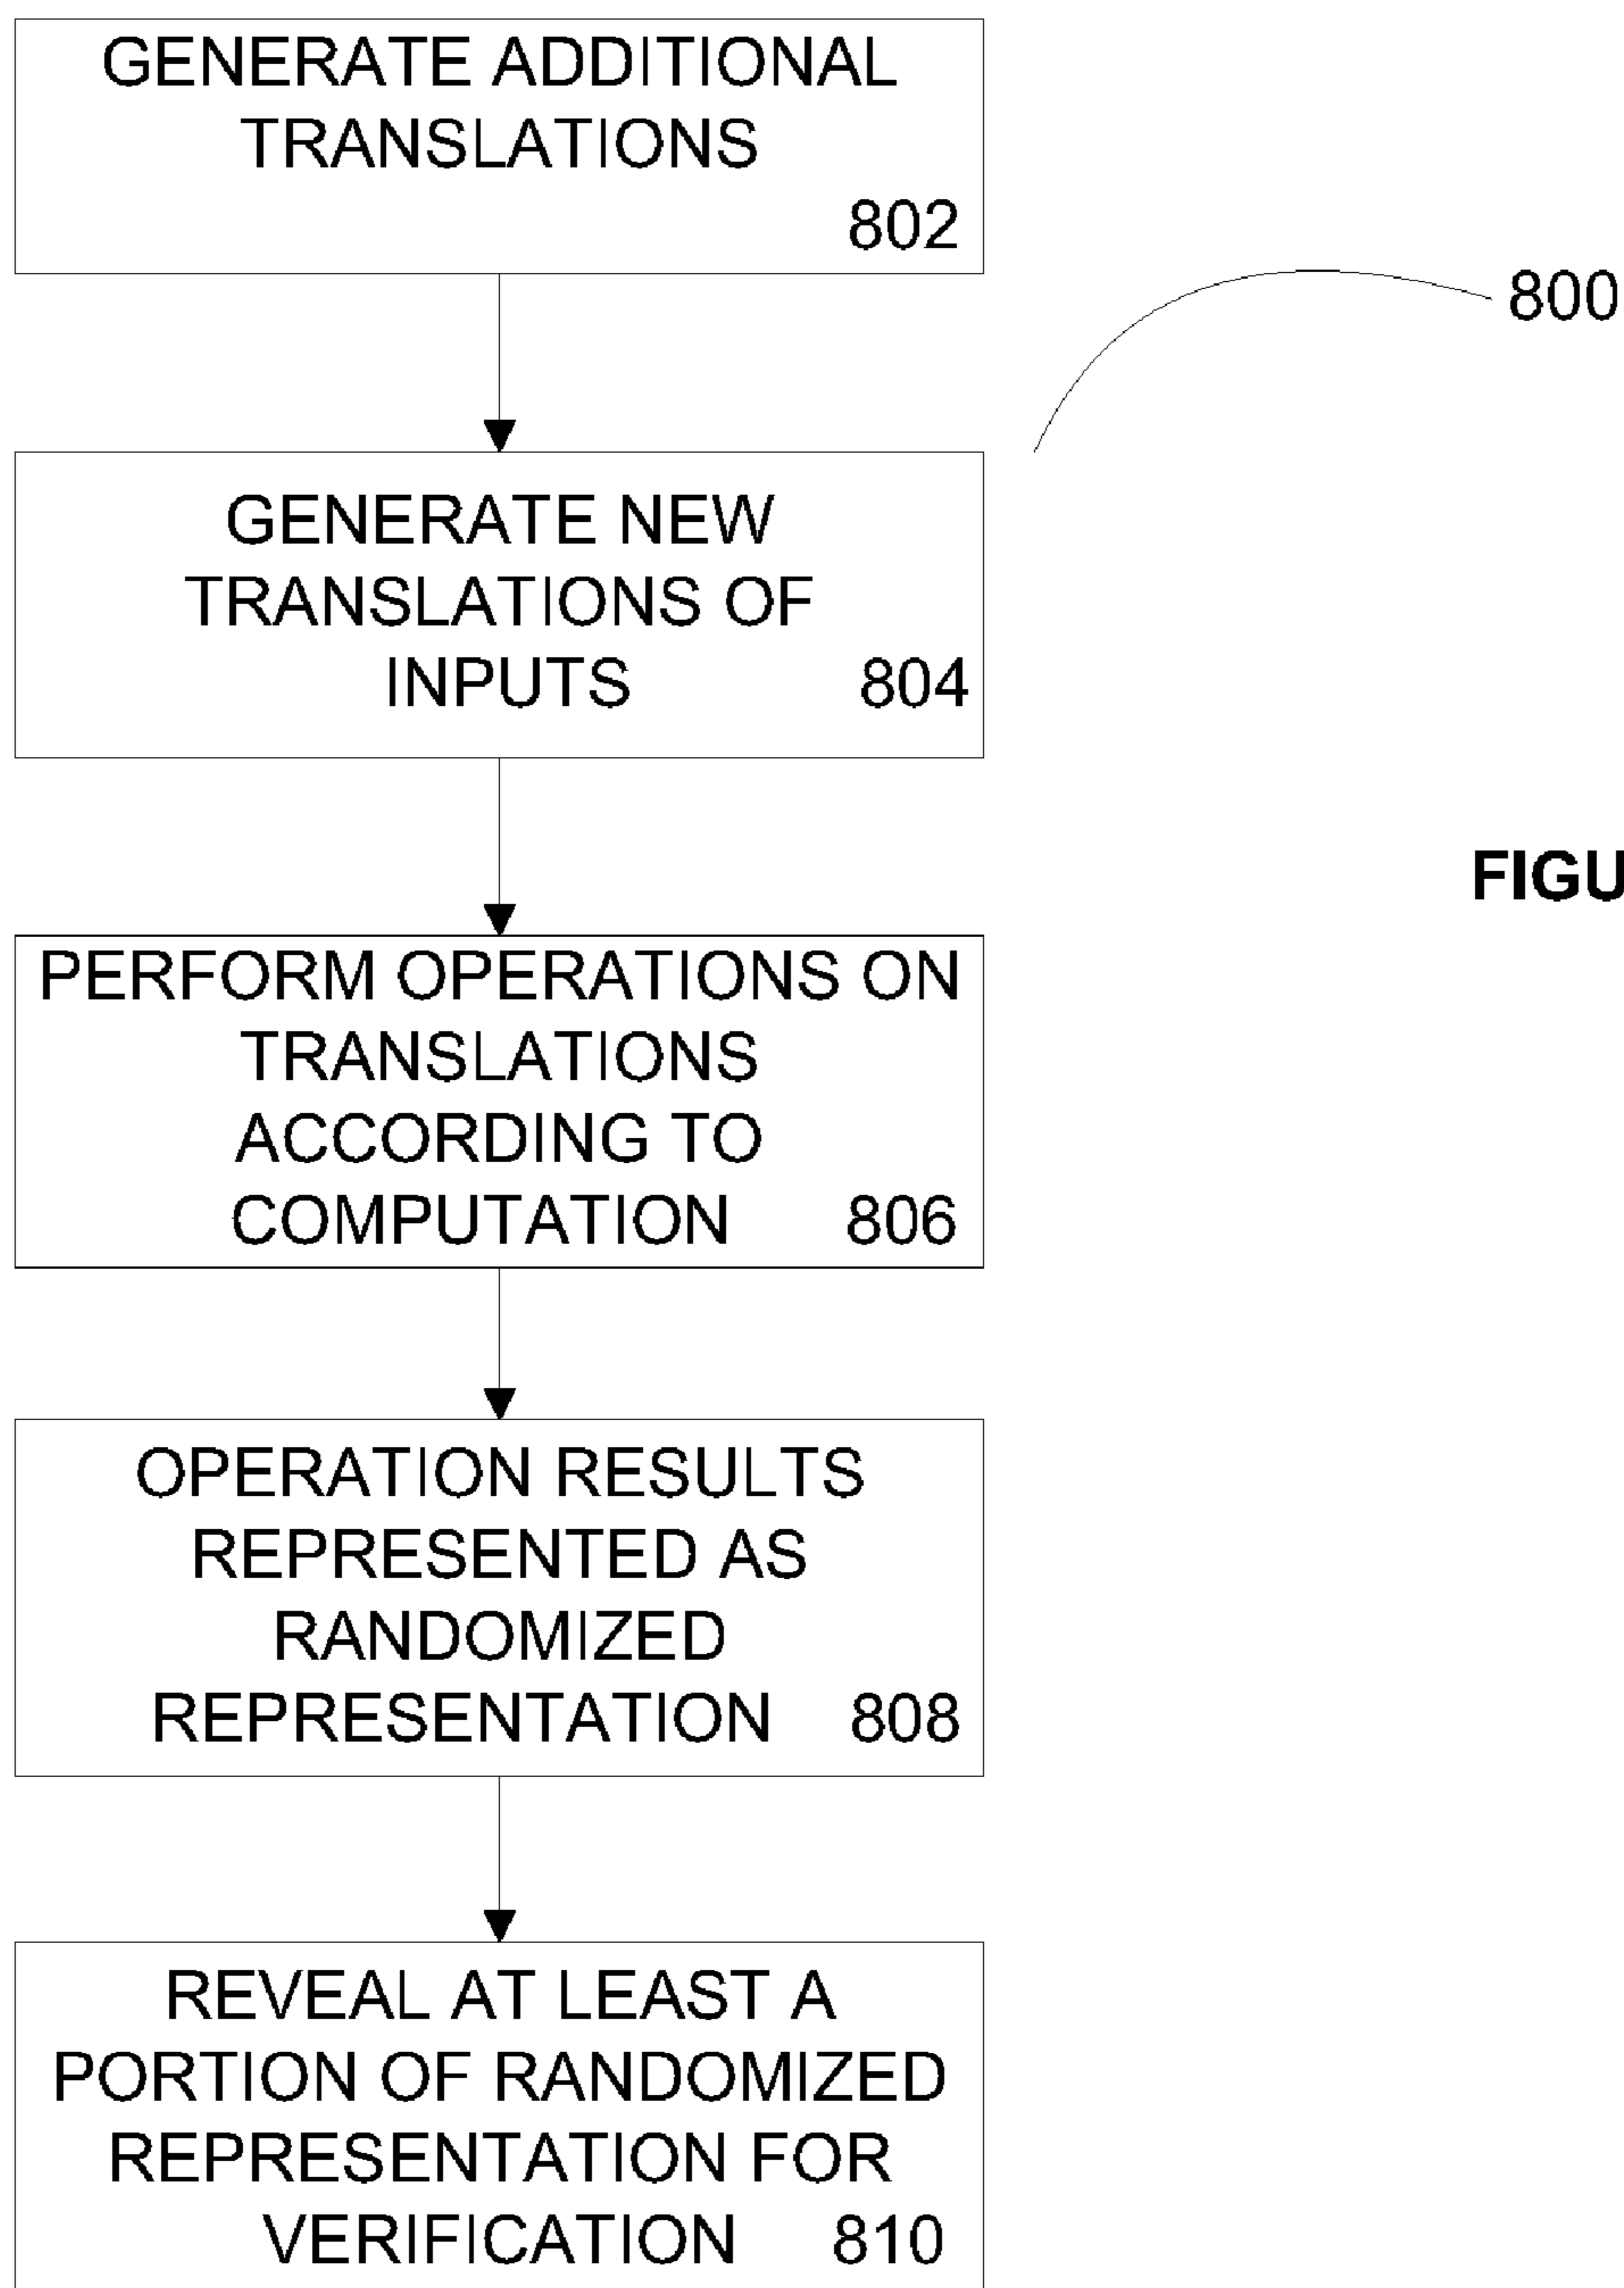 GENERATE ADDITIONAL
TRANSLATIONS
802
800
GENERATE NEW
TRANSLATIONS OF
INPUTS 804
FIGU
PERFORM OPERATIONS ON
TRANSLATIONS
ACCORDING TO
COMPUTATION 806
OPERATION RESULTS
REPRESENTED AS
RANDOMIZED
REPRESENTATION 808
REVEAL AT LEAST A
PORTION OF RANDOMIZED
REPRESENTATION FOR
VERIFICATION 810